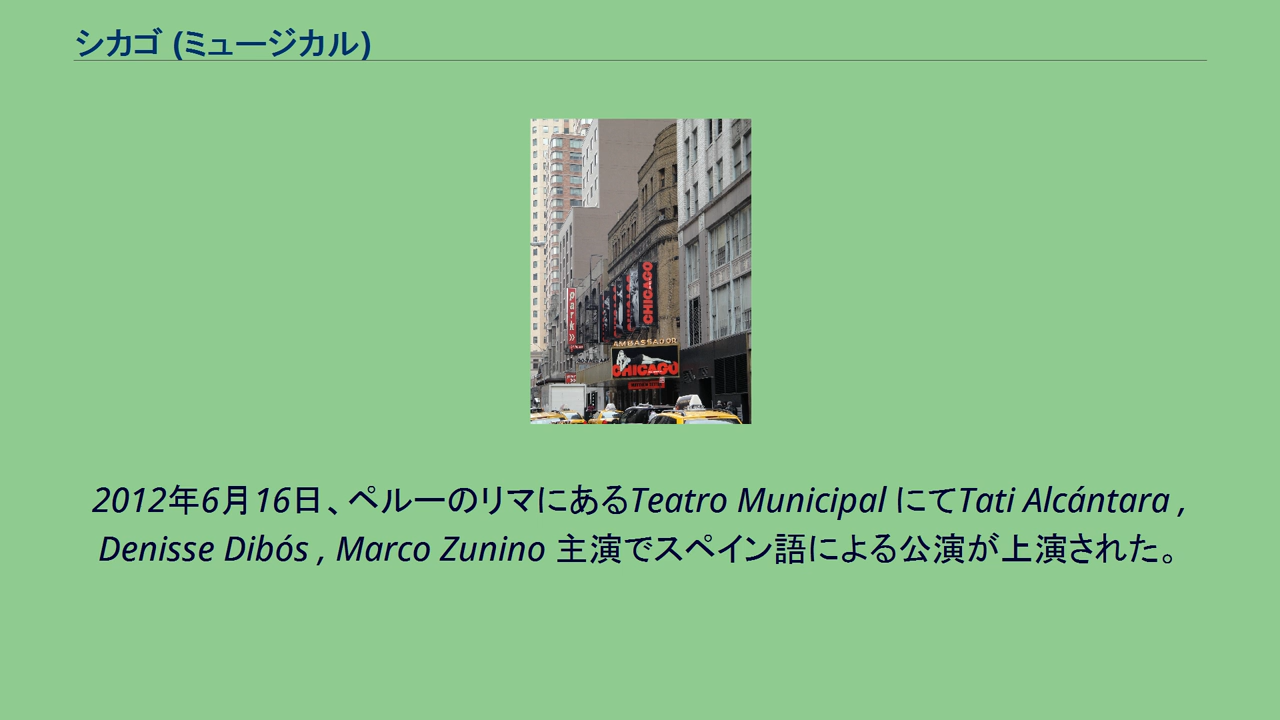 シカゴ (ミュージカル)
CHICAGO
park
AMBASSADOR
CHICAGO
2012年6月16日、ペルーのリマにあるTeatro Municipal にてTati Alcántara ,
Denisse Dibós , Marco Zunino 主演でスペイン語による公演が上演された。